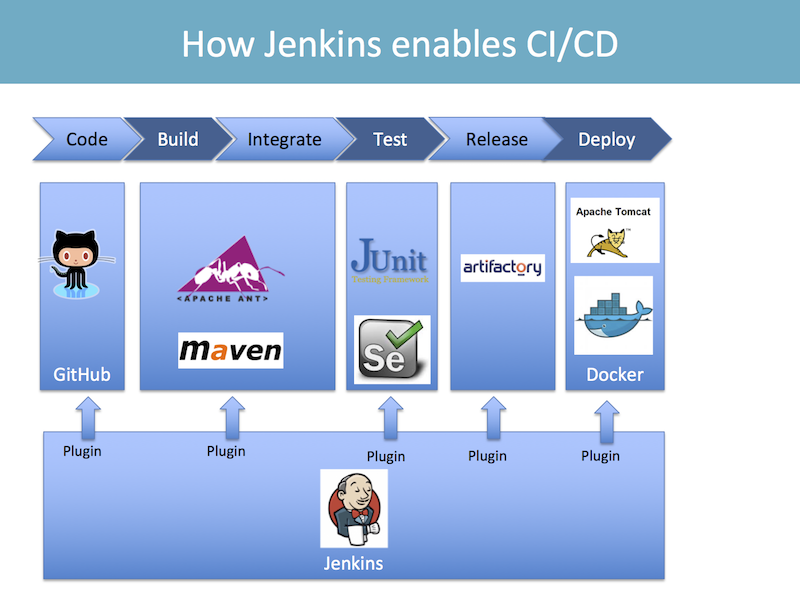 How Jenkins enables CI/CD
Code
Build
Integrate
Test
Release
Deploy
GitHub
<APACHE ANT>
maven
JUnit
Testing Framework
Se
artifactory
Apache Tomcat
TM
Docker
Plugin
Plugin
Plugin
Plugin
Plugin
Jenkins